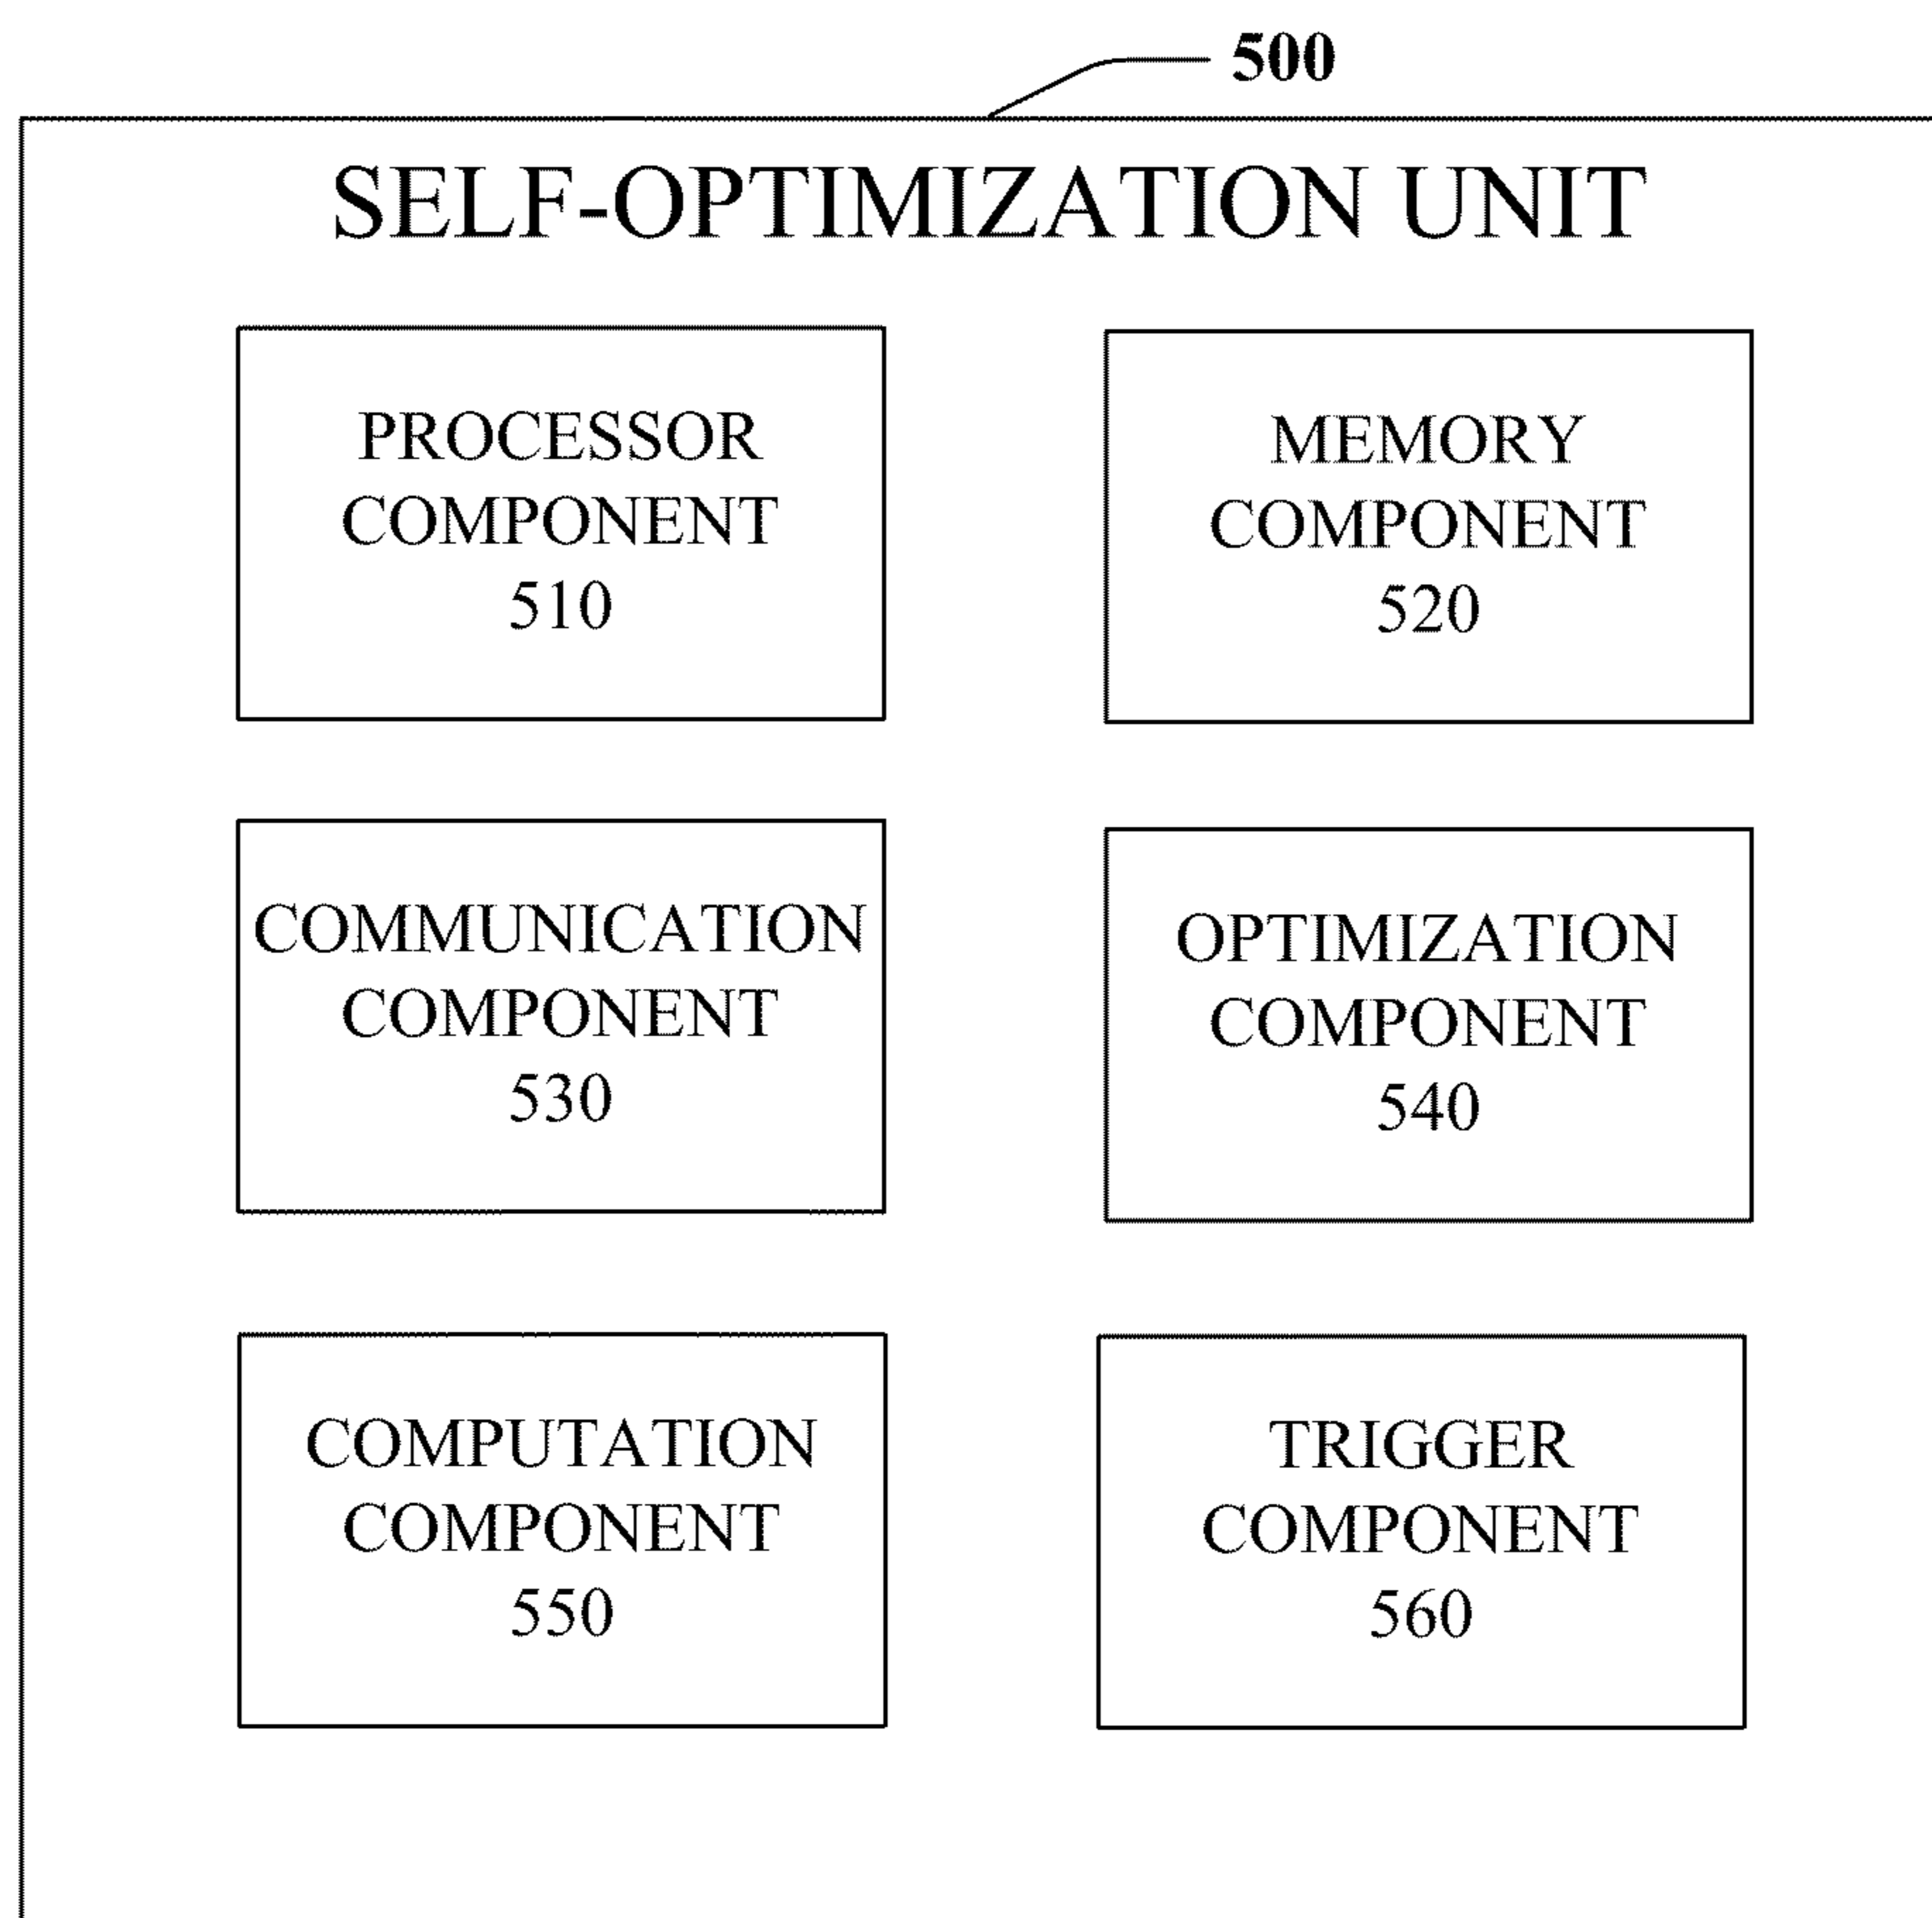 500
SELF-OPTIMIZATION UNIT
PROCESSOR
COMPONENT
510
MEMORY
COMPONENT
520
COMMUNICATION
COMPONENT
530
OPTIMIZATION
COMPONENT
540
COMPUTATION
COMPONENT
550
TRIGGER
COMPONENT
560